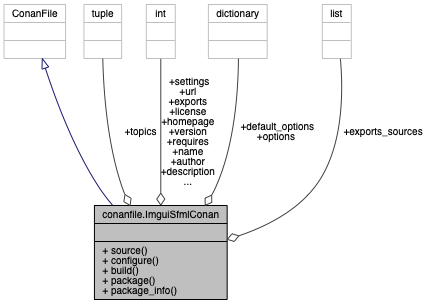 ConanFile
tuple
int
dictionary
list
+settings
+url
+exports
+license
+homepage
+version
+requires
+name
+author
+description
...
+topics
+default_options
+options
+exports_sources
conanfile.ImguiSfmlConan
+ source()
+ configure()
+ build()
+ package()
+ package_info()